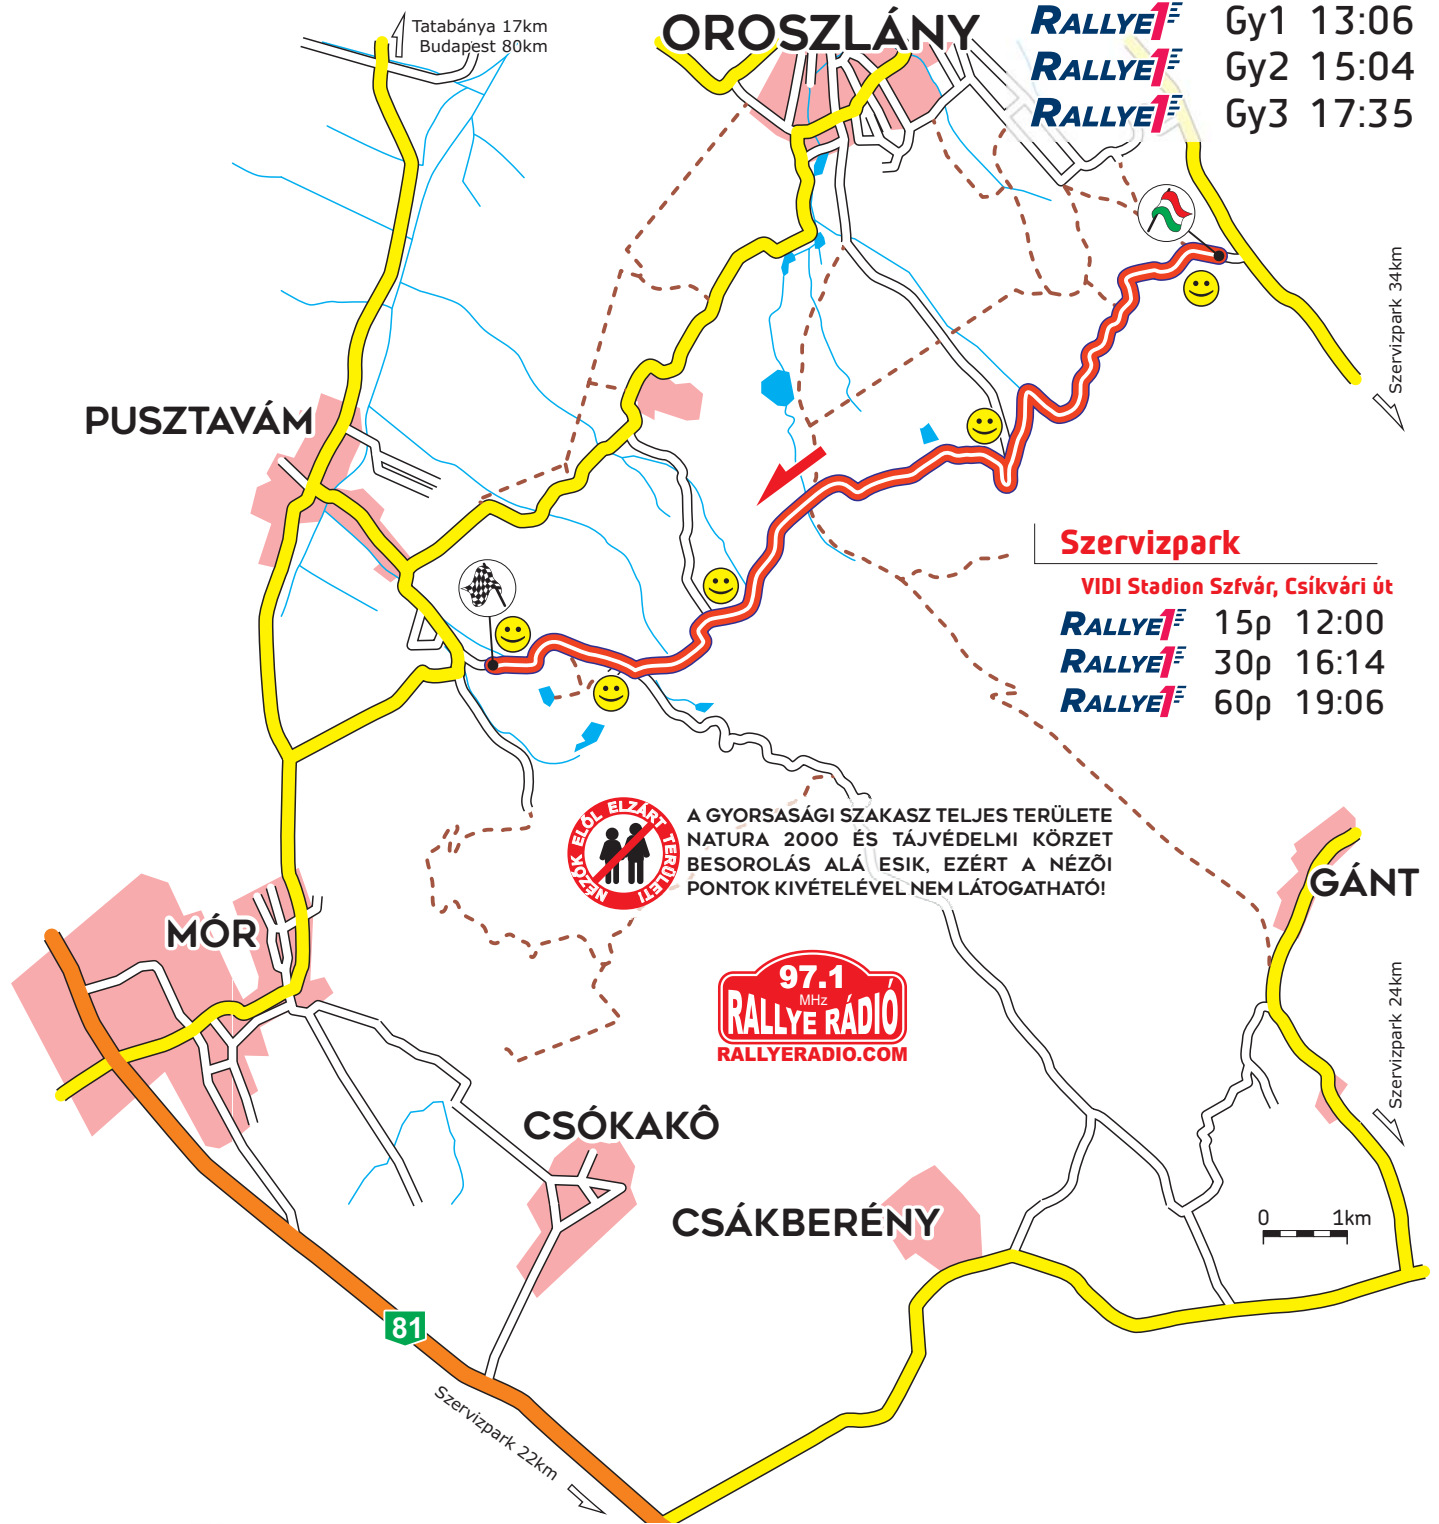 Tatabánya 17km
Budapest 80km
OROSZLÁNY
RALLYE1 Gy1 13:06
RALLYE1 Gy2 15:04
RALLYE1 Gy3 17:35
Szervizpark 34km
PUSZTAVÁM
Szervizpark
VIDI Stadion Szfvár, Csíkvári út
RALLYE1 15p 12:00
RALLYE1 30p 16:14
RALLYE1 60p 19:06
NÉZŐK ELŐL ELZÁRT TERÜLET!
A GYORSASÁGI SZAKASZ TELJES TERÜLETE
NATURA 2000 ÉS TÁJVÉDELMI KÖRZET
BESOROLÁS ALÁ ESIK, EZÉRT A NÉZÕI
PONTOK KIVÉTELÉVEL NEM LÁTOGATHATÓ!
GÁNT
MÓR
97.1
MHz
RALLYE RÁDIÓ
RALLYERADIO.COM
Szervizpark 24km
CSÓKAKÔ
CSÁKBERÉNY
0 1km
81
Szervizpark 22km